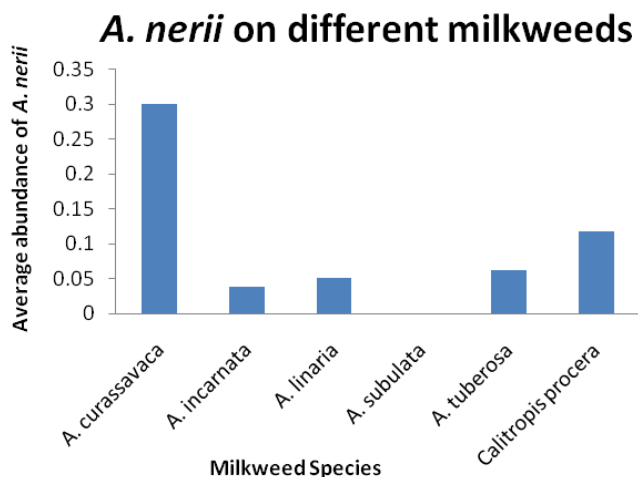 A. nerii on different milkweeds
Average abundance of A. nerii
0.35
0.3
0.25
0.2
0.15
0.1
0.05
0
A. curassavaca
A. incarnata
A. linaria
A. subulata
A. tuberosa
Calitropis procera
Milkweed Species